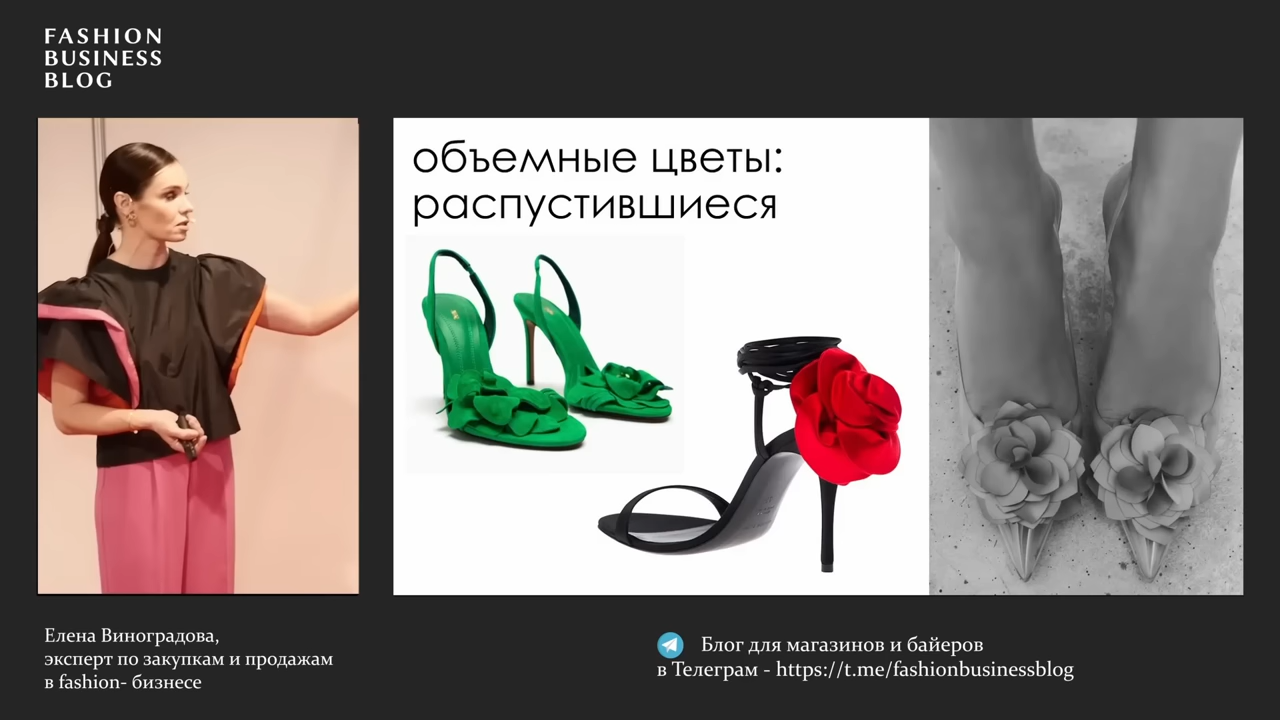 FASHION
BUSINESS
BLOG
объемные цветы:
распустившиеся
Елена Виноградова,
эксперт по закупкам и продажам
в fashion- бизнесе
Блог для магазинов и байеров
в Телеграм - https://t.me/fashionbusinessblog